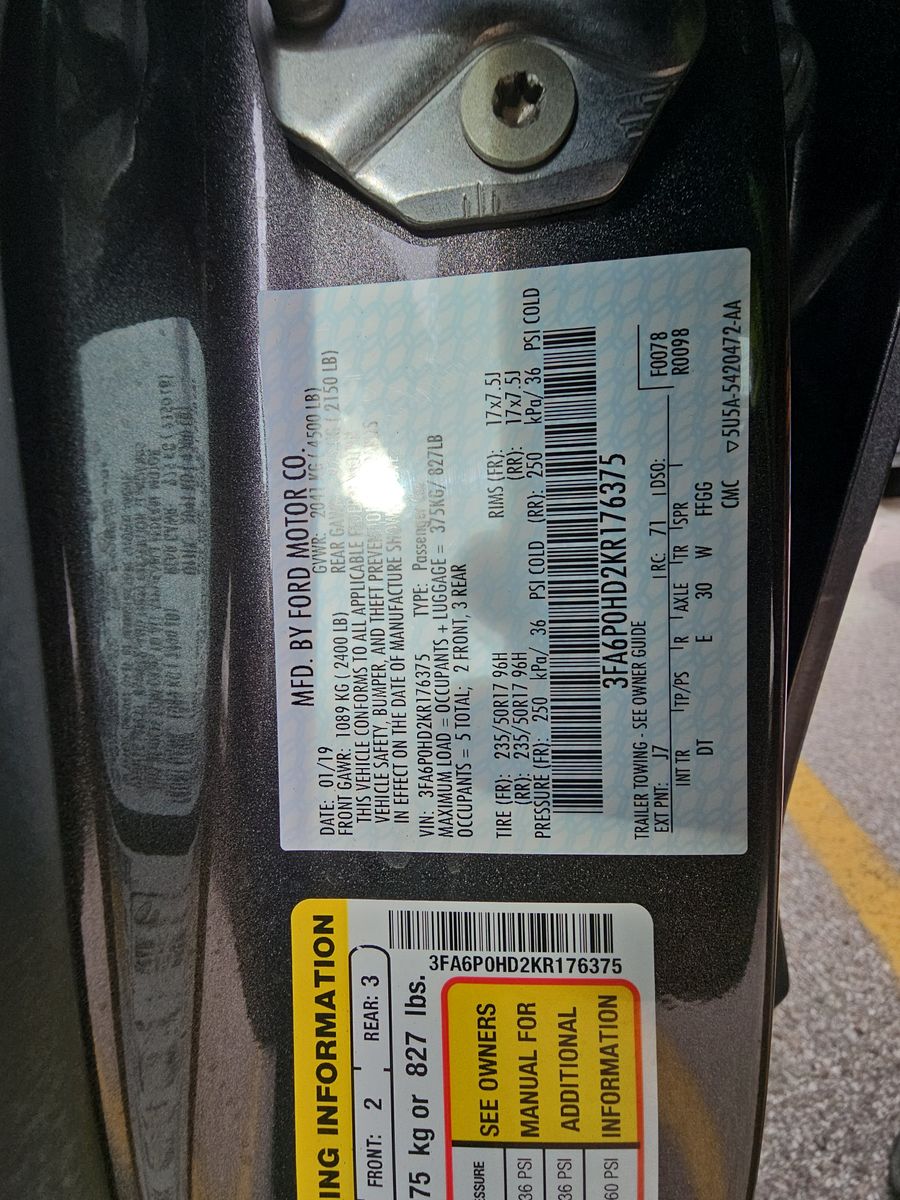 MFD. BY FORD MOTOR CO.
DATE: 01/19 GVWR: 2041 KG ( 4500 LB)
FRONT GAWR: 1089 KG ( 2400 LB) REAR KG ( 2150 LB)
THIS VEHICLE CONFORMS TO ALL APPLICABLE
VEHICLE SAFETY, BUMPER, AND THEFT
IN EFFECT ON THE DATE OF MANUFACTURE
VIN: 3FA6P0HD2KR176375 TYPE: Passenger
MAXIMUM LOAD = OCCUPANTS + LUGGAGE = 375KG/ 827LB
OCCUPANTS = 5 TOTAL; 2 FRONT, 3 REAR
TIRE (FR): 235/50R17 96H RIMS (FR): 17x7.5J
(RR): 235/50R17 96H (RR): 17x7.5J
PRESSURE (FR): 250 kPa/ 36 PSI COLD (RR): 250 kPa/ 36 PSI COLD
3FA6P0HD2KR176375
TRAILER TOWING - SEE OWNER GUIDE
EXT PNT: J7 RC: 71 DSO:
INT TR TP/PS R AXLE TR SPR
DT E 30 W FFGG
F0078
R0098
CMC ▽5U5A-5420472-AA
ING INFORMATION
FRONT: 2 REAR: 3
75 kg or 827 lbs.
3FA6P0HD2KR176375
SSURE
36 PSI
36 PSI
60 PSI
SEE OWNERS
MANUAL FOR
ADDITIONAL
INFORMATION